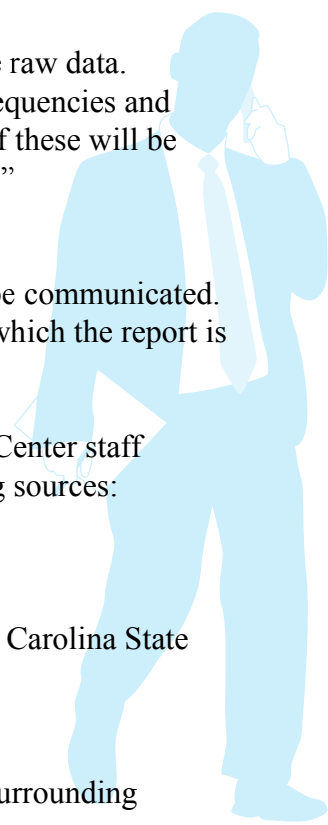 raw data.
equencies and
f these will be
”
be communicated.
which the report is
Center staff
g sources:
Carolina State
urrounding